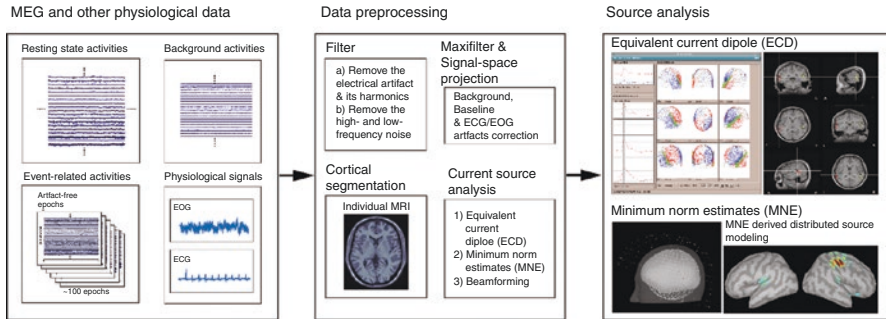 MEG and other physiological data
Data preprocessing
Source analysis
Resting state activities
Background activities
Event-related activities
Physiological signals
Artfact-free
epochs
~100 epochs
EOG
ECG
Filter
a) Remove the
electrical artifact
& its harmonics
b) Remove the
high- and low-
frequency noise
Maxifilter &
Signal-space
projection
Background,
Baseline
& ECG/EOG
artfacts correction
Cortical
segmentation
Individual MRI
Current source
analysis
1) Equivalent
current
diploe (ECD)
2) Minimum norm
estimates (MNE)
3) Beamforming
Equivalent current dipole (ECD)
Minimum norm estimates (MNE)
MNE derived distributed source
modeling